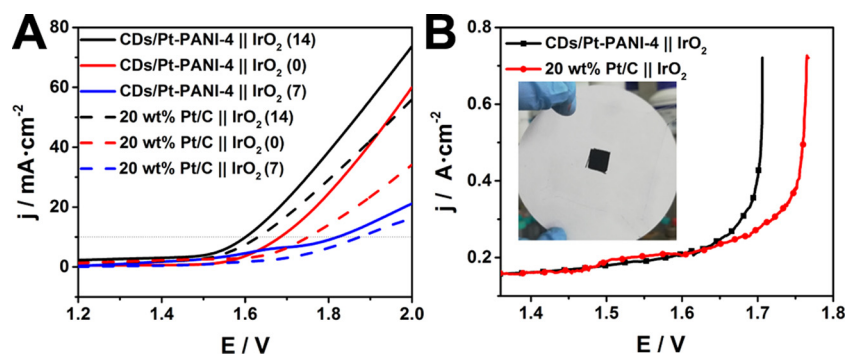 A
CDs/Pt-PANI-4 || IrO₂ (14)
CDs/Pt-PANI-4 || IrO₂ (0)
CDs/Pt-PANI-4 || IrO₂ (7)
20 wt% Pt/C || IrO₂ (14)
20 wt% Pt/C || IrO₂ (0)
20 wt% Pt/C || IrO₂ (7)
j / mA·cm⁻²
80
60
40
20
0
1.2 1.4 1.6 1.8 2.0
E / V
B
CDs/Pt-PANI-4 || IrO₂
20 wt% Pt/C || IrO₂
j / A·cm⁻²
0.8
0.6
0.4
0.2
1.4 1.5 1.6 1.7 1.8
E / V